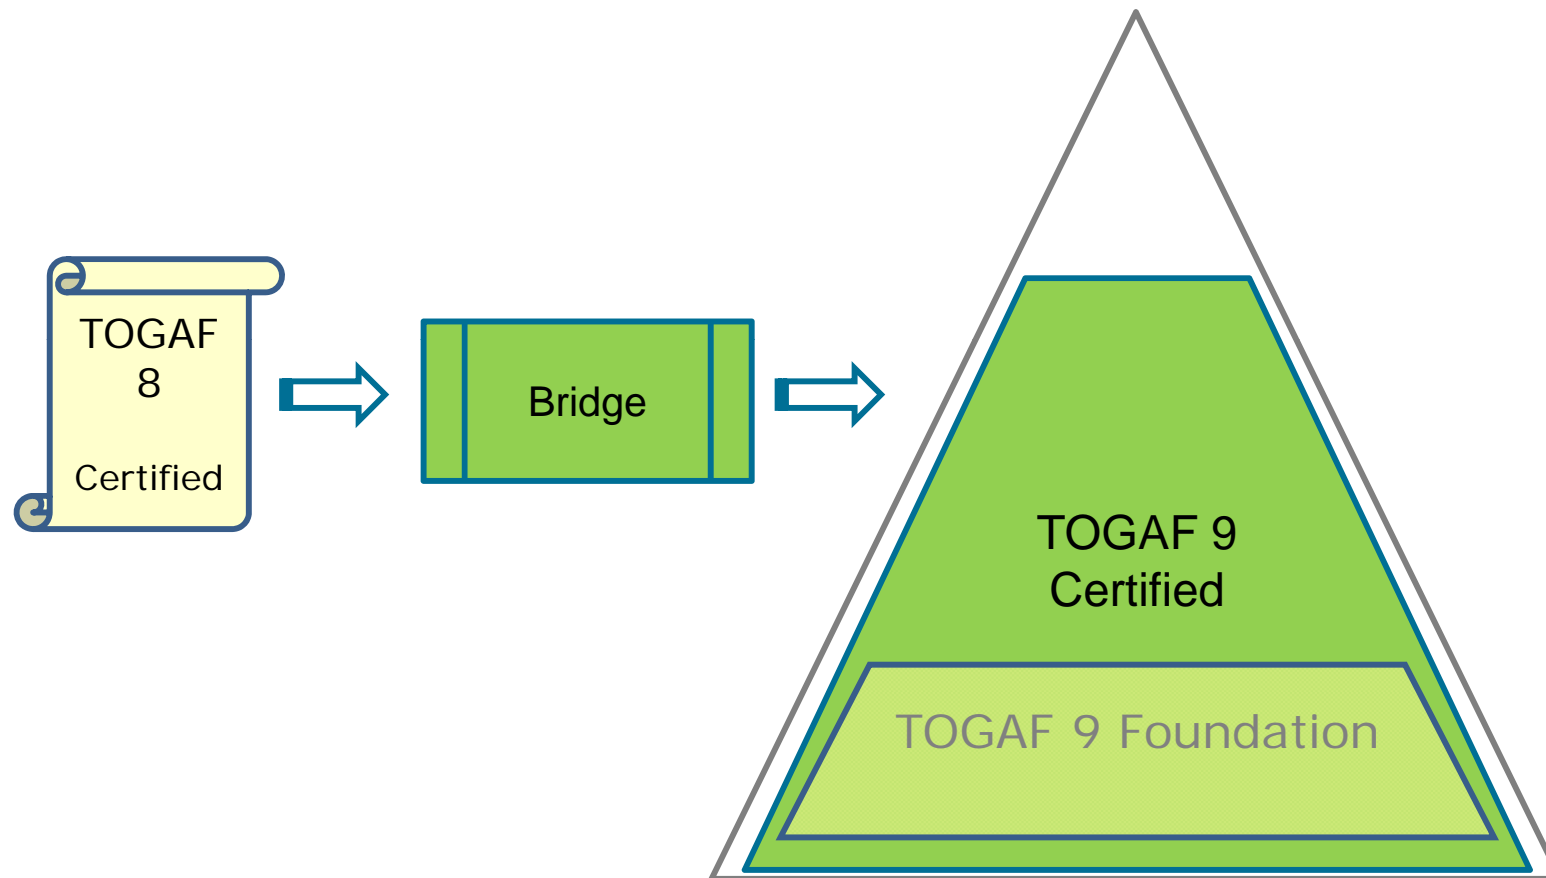 TOGAF
8
Certified
Bridge
TOGAF 9
Certified
TOGAF 9 Foundation